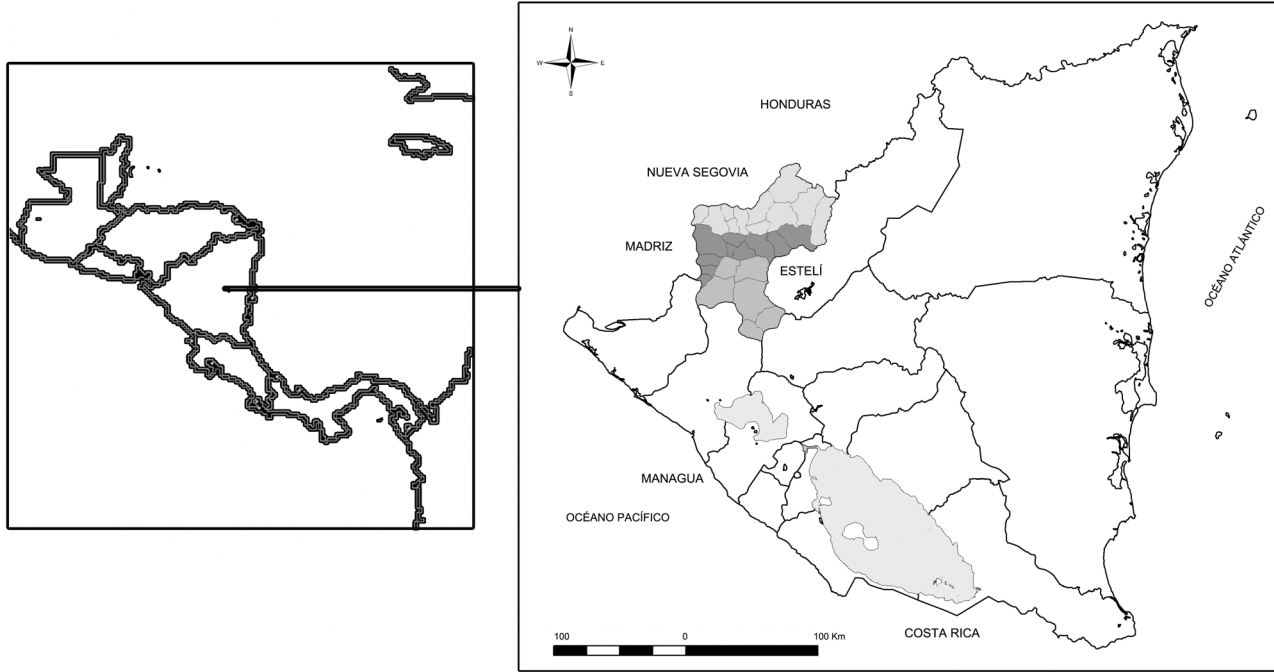 N
W
E
S
HONDURAS
NUEVA SEGOVIA
MADRIZ
ESTELÍ
OCÉANO ATLÁNTICO
MANAGUA
OCÉANO PACÍFICO
COSTA RICA
100
0
100 Km